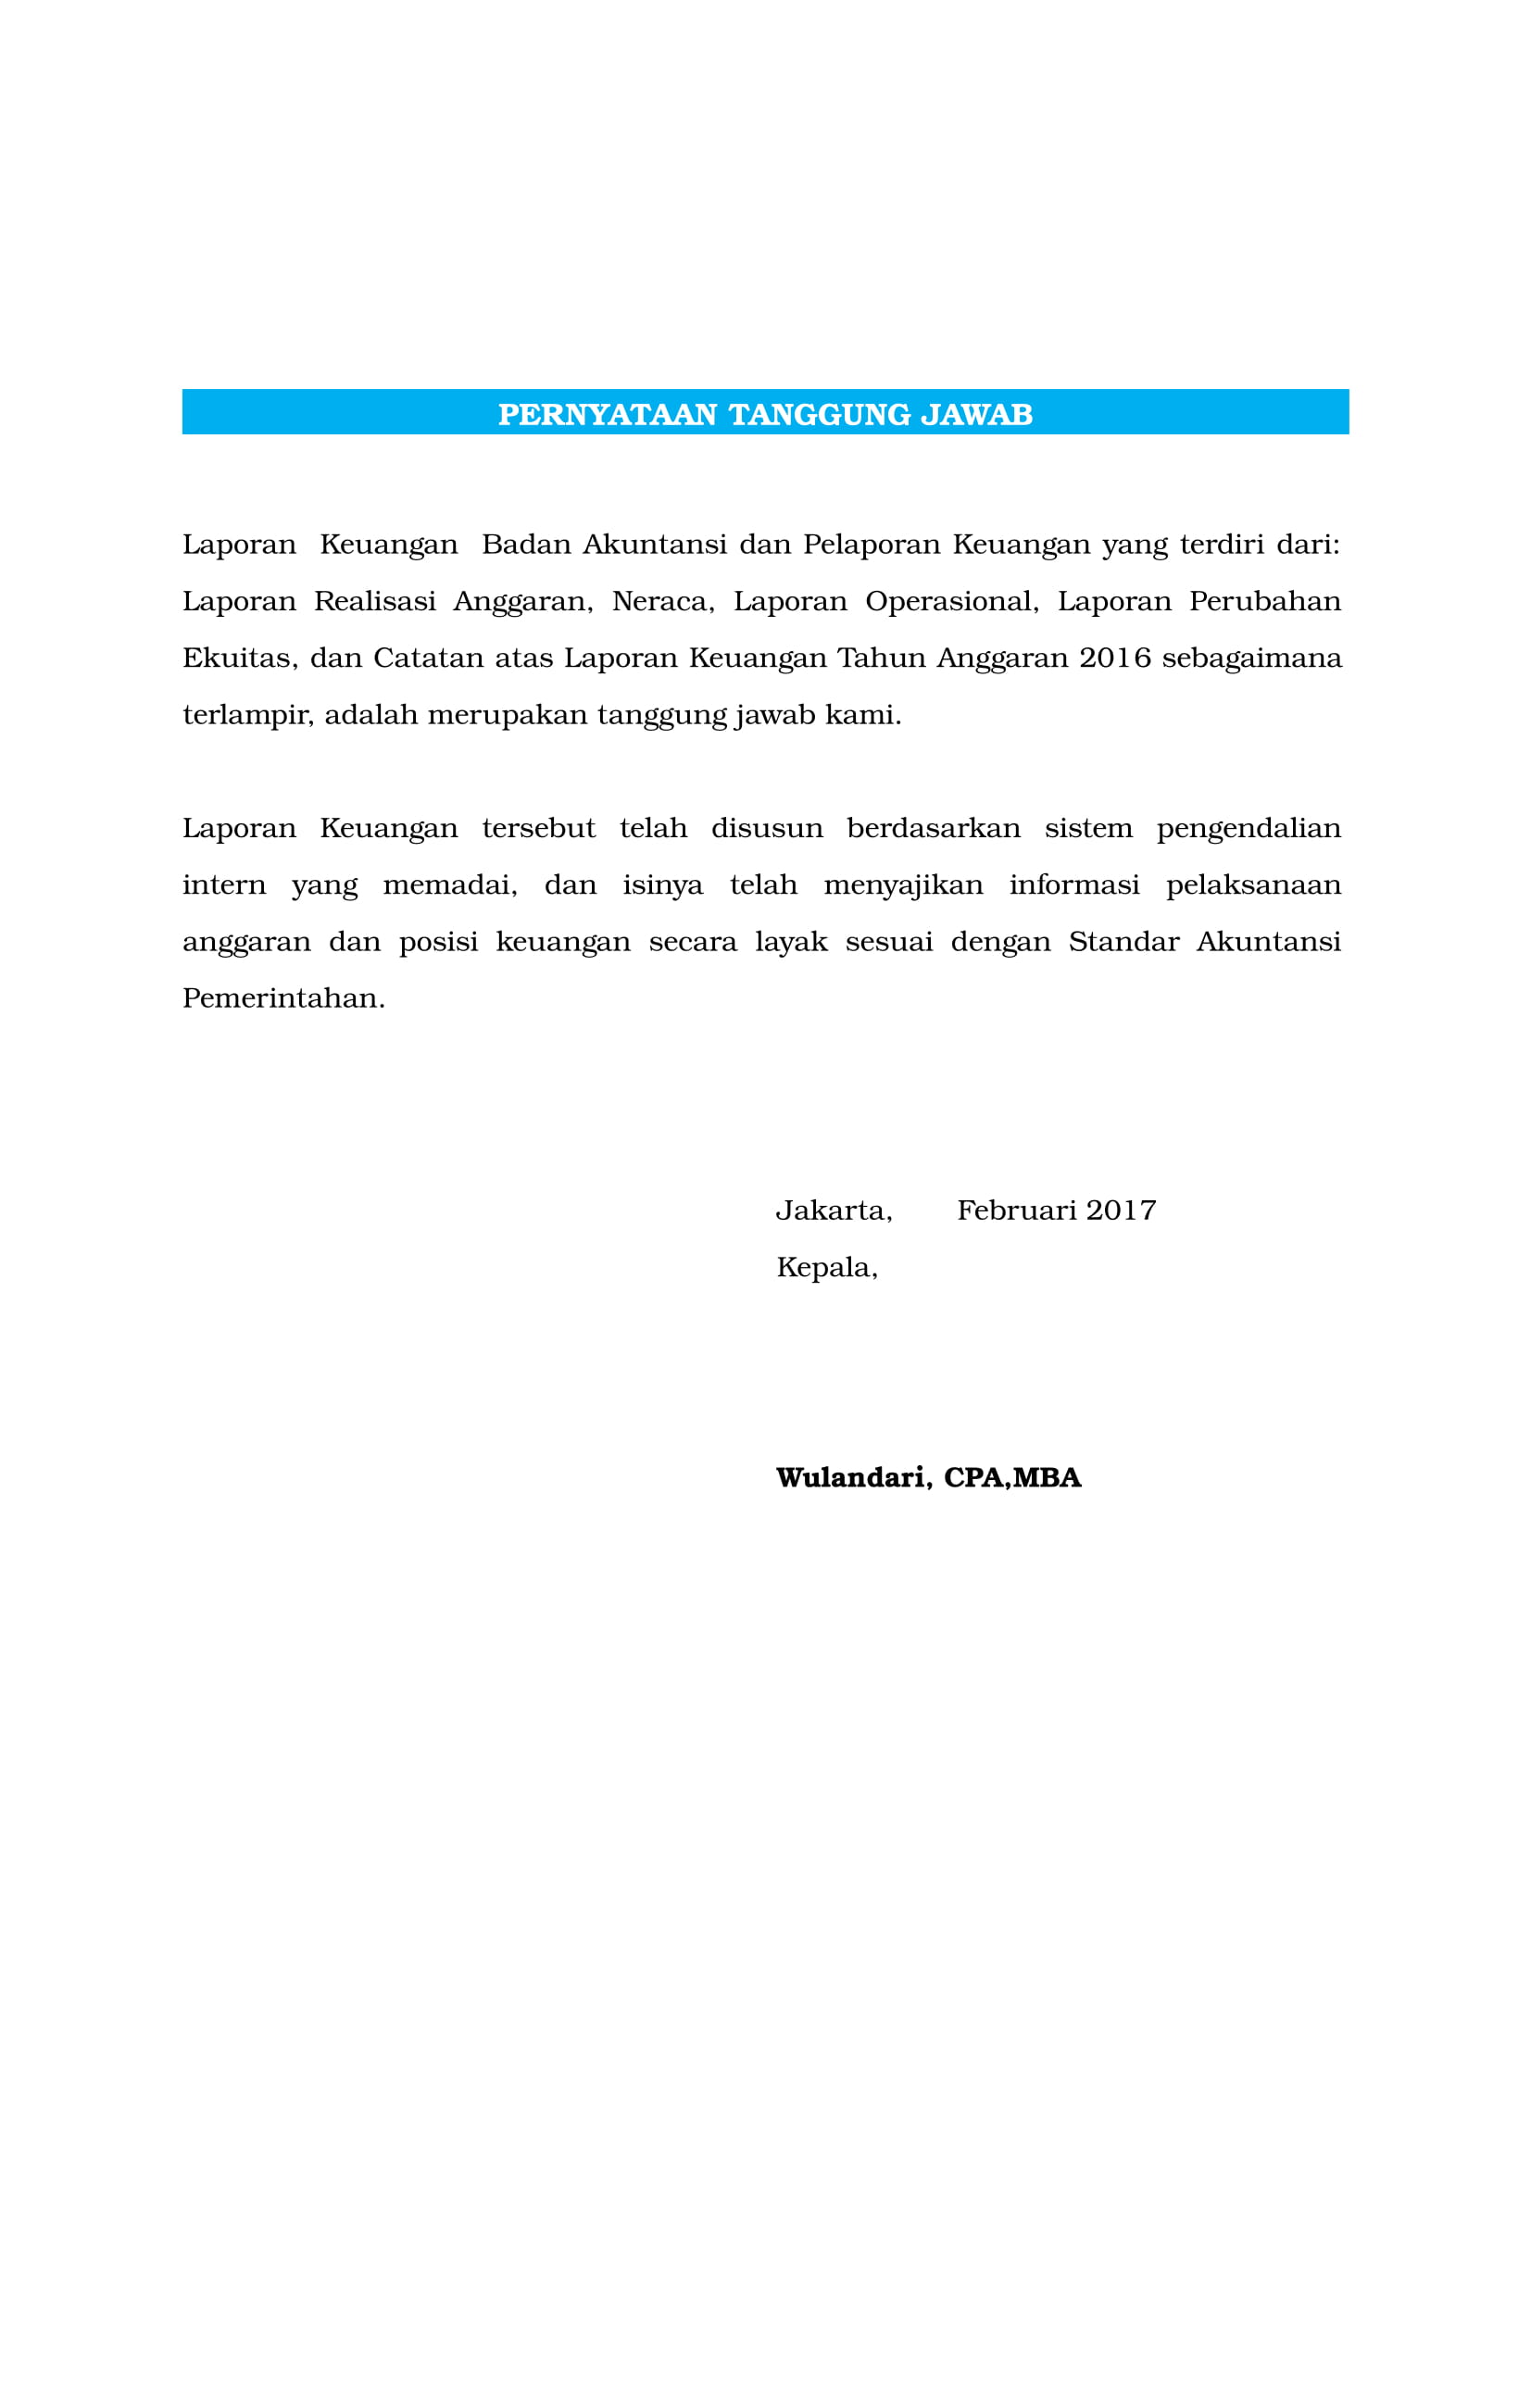 PERNYATAAN TANGGUNG JAWAB
Laporan Keuangan Badan Akuntansi dan Pelaporan Keuangan yang terdiri dari:
Laporan Realisasi Anggaran, Neraca, Laporan Operasional, Laporan Perubahan
Ekuitas, dan Catatan atas Laporan Keuangan Tahun Anggaran 2016 sebagaimana
terlampir, adalah merupakan tanggung jawab kami.
Laporan Keuangan tersebut telah disusun berdasarkan sistem pengendalian
intern yang memadai, dan isinya telah menyajikan informasi pelaksanaan
anggaran dan posisi keuangan secara layak sesuai dengan Standar Akuntansi
Pemerintahan.
Jakarta, Februari 2017
Kepala,
Wulandari, CPA,MBA